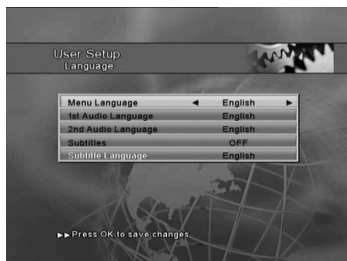 User Setup
Language
Menu Language ◄ English ►
1st Audio Language English
2nd Audio Language English
Subtitles OFF
Subtitle Language English
►► Press OK to save changes